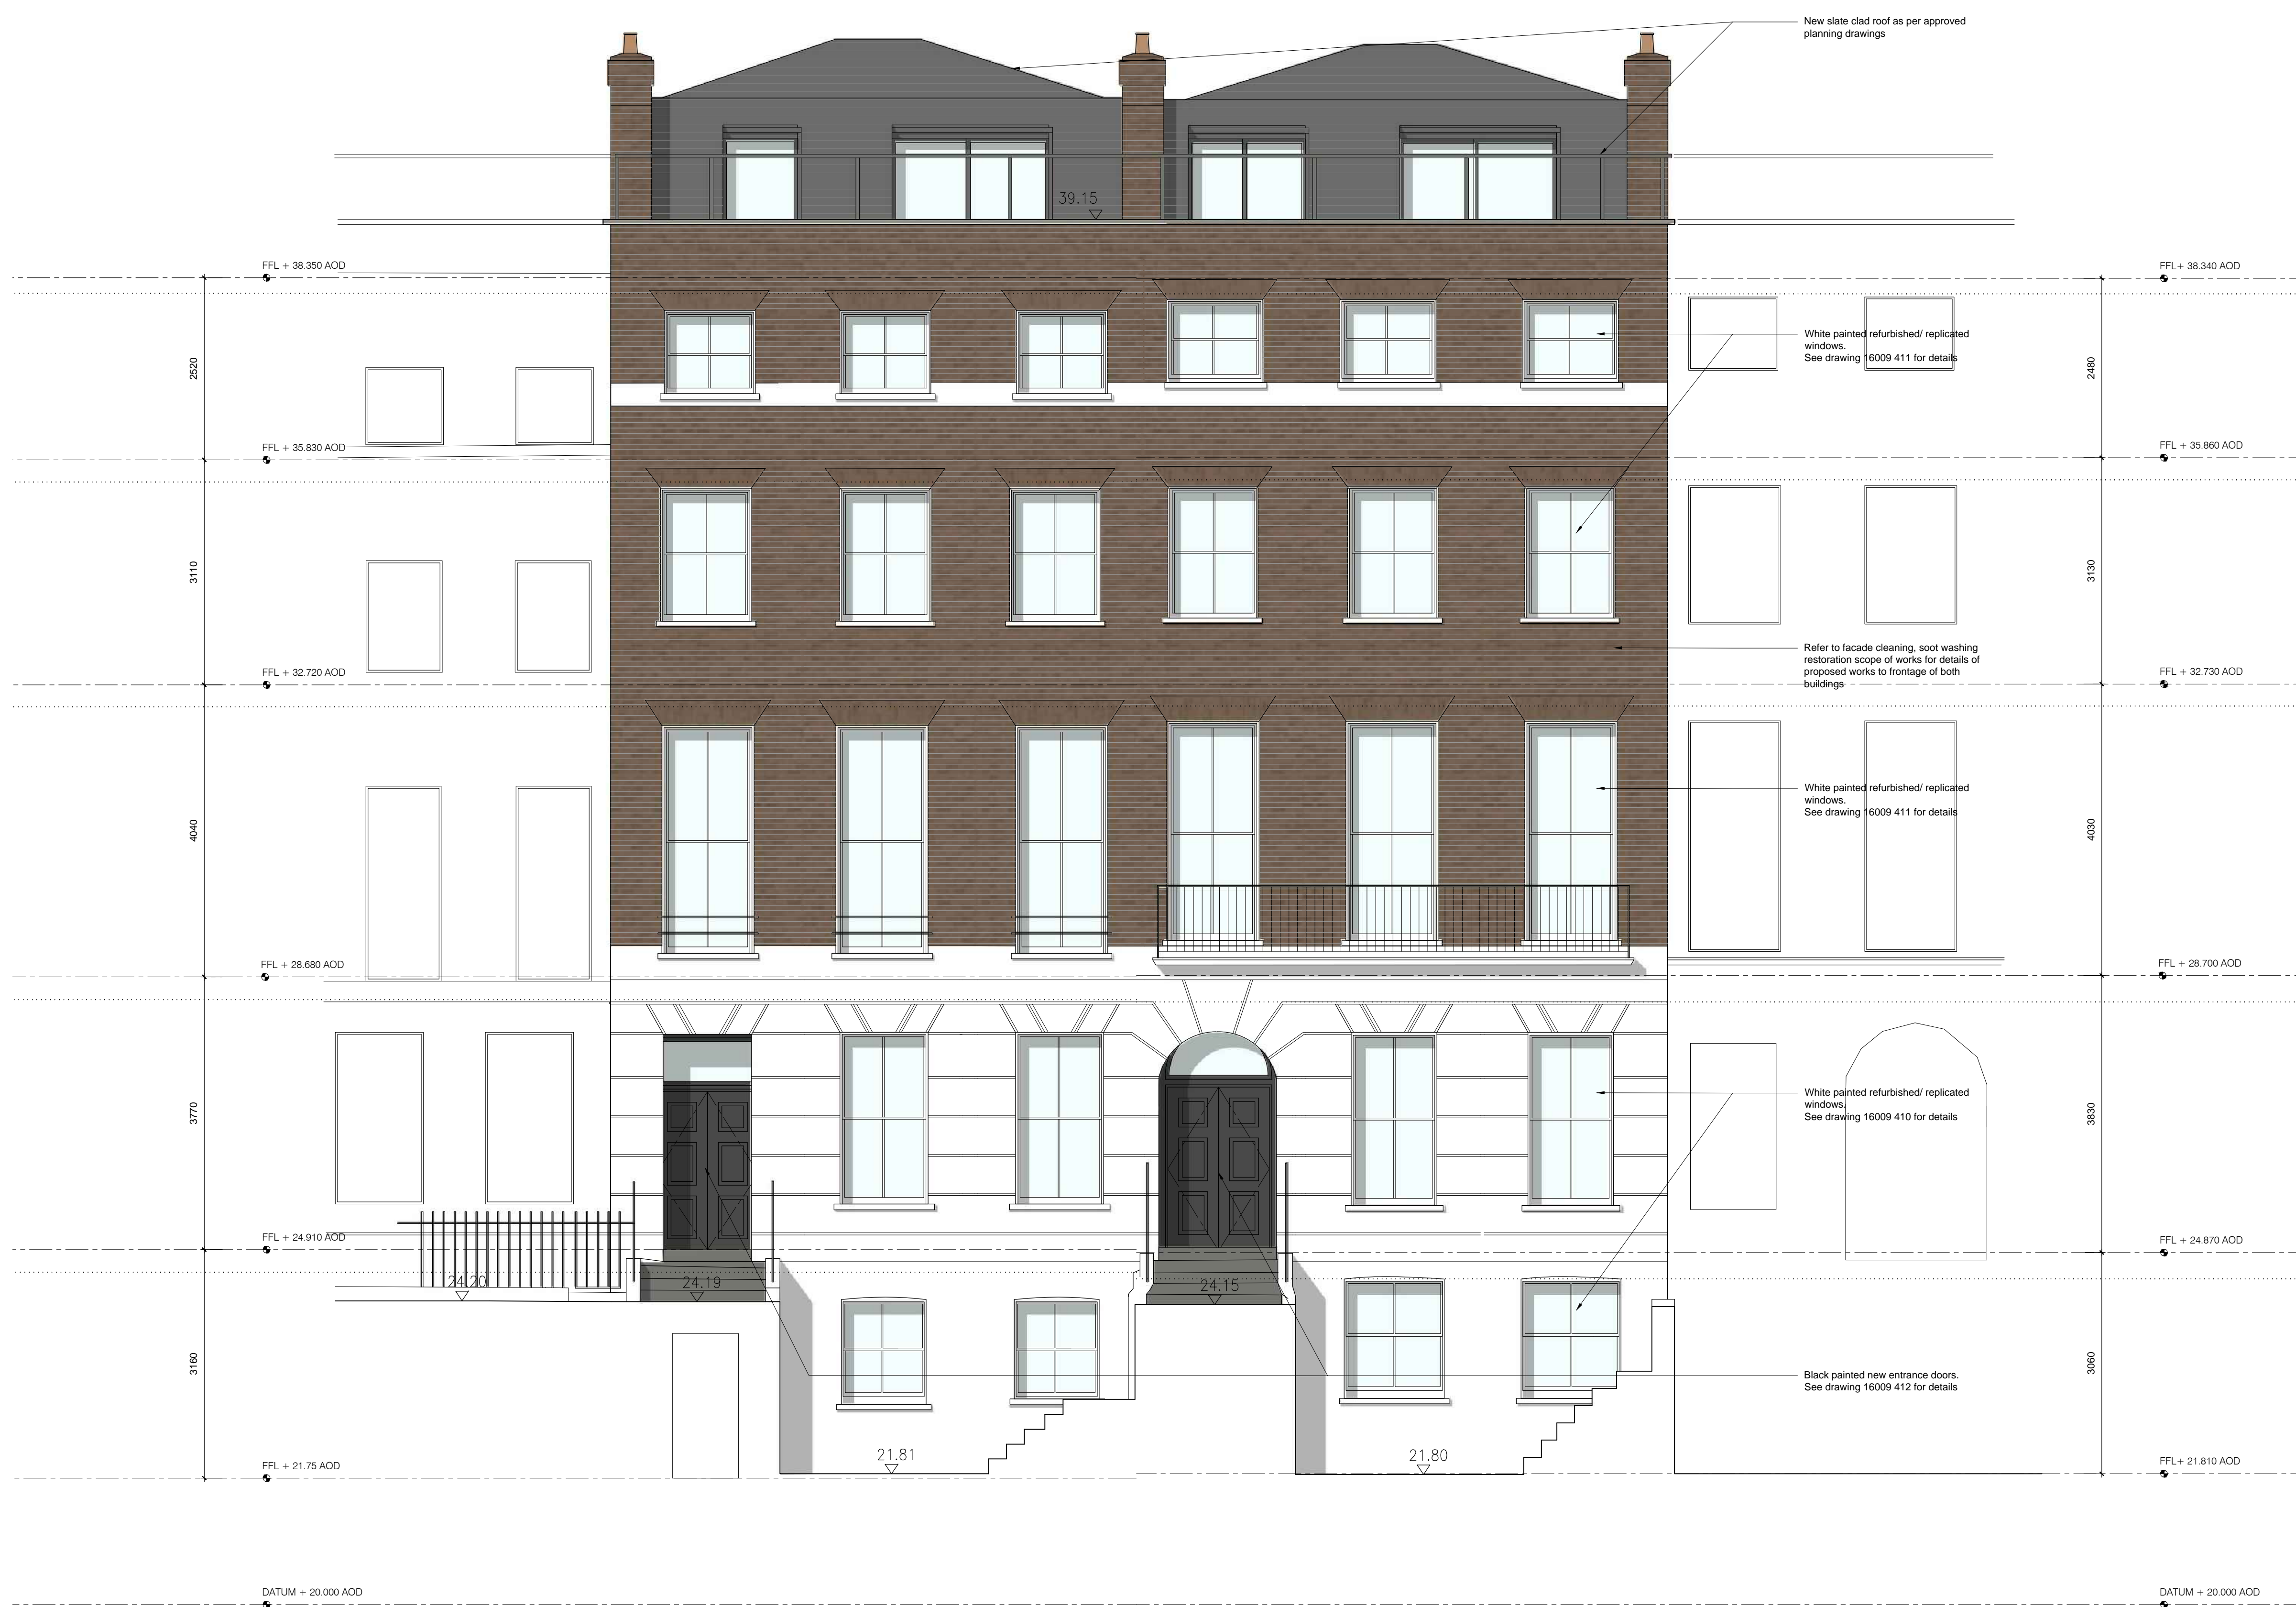 New slate clad roof as per approved
planning drawings
39.15
FFL + 38.350 AOD
FFL+ 38.340 AOD
White painted refurbished/ replicated
windows.
See drawing 16009 411 for details
2520
2480
FFL + 35.830 AOD
FFL + 35.860 AOD
3110
3130
Refer to facade cleaning, soot washing
restoration scope of works for details of
proposed works to frontage of both
buildings
FFL + 32.720 AOD
FFL + 32.730 AOD
White painted refurbished/ replicated
windows.
See drawing 16009 411 for details
4040
4030
FFL + 28.680 AOD
FFL + 28.700 AOD
White painted refurbished/ replicated
windows.
See drawing 16009 410 for details
3770
3830
FFL + 24.910 AOD
FFL + 24.870 AOD
24.20
24.19
24.15
3160
3060
Black painted new entrance doors.
See drawing 16009 412 for details
21.81
21.80
FFL + 21.75 AOD
FFL+ 21.810 AOD
DATUM + 20.000 AOD
DATUM + 20.000 AOD